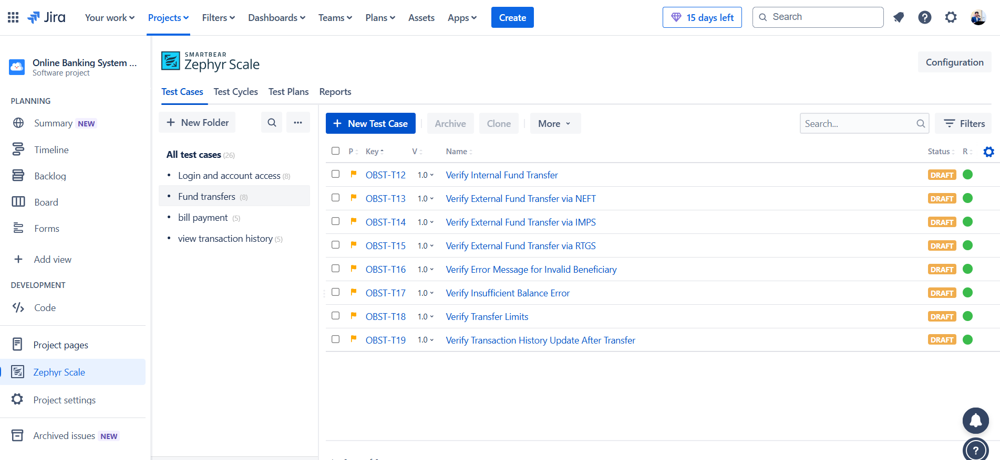 Jira
Your work
Projects
Filters
Dashboards
Teams
Plans
Assets
Apps
Create
15 days left
Search
Online Banking System ...
Software project
PLANNING
Summary NEW
Timeline
Backlog
Board
Forms
Add view
DEVELOPMENT
Code
Project pages
Zephyr Scale
Project settings
Archived issues NEW
SMARTBEAR
Zephyr Scale
Configuration
Test Cases
Test Cycles
Test Plans
Reports
+ New Folder
...
All test cases (26)
• Login and account access (8)
• Fund transfers (8)
• bill payment (5)
• view transaction history (5)
+ New Test Case
Archive
Clone
More
Search...
Filters
P Key V Name Status R
OBST-T12 1.0 Verify Internal Fund Transfer DRAFT
OBST-T13 1.0 Verify External Fund Transfer via NEFT DRAFT
OBST-T14 1.0 Verify External Fund Transfer via IMPS DRAFT
OBST-T15 1.0 Verify External Fund Transfer via RTGS DRAFT
OBST-T16 1.0 Verify Error Message for Invalid Beneficiary DRAFT
OBST-T17 1.0 Verify Insufficient Balance Error DRAFT
OBST-T18 1.0 Verify Transfer Limits DRAFT
OBST-T19 1.0 Verify Transaction History Update After Transfer DRAFT